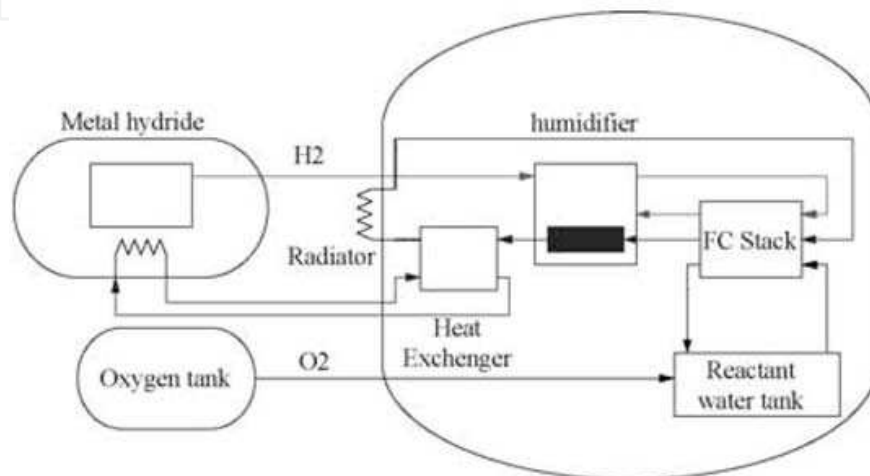 Metal hydride
humidifier
H2
FC Stack
Radiator
Heat
Exchenger
O2
Oxygen tank
Reactant
water tank